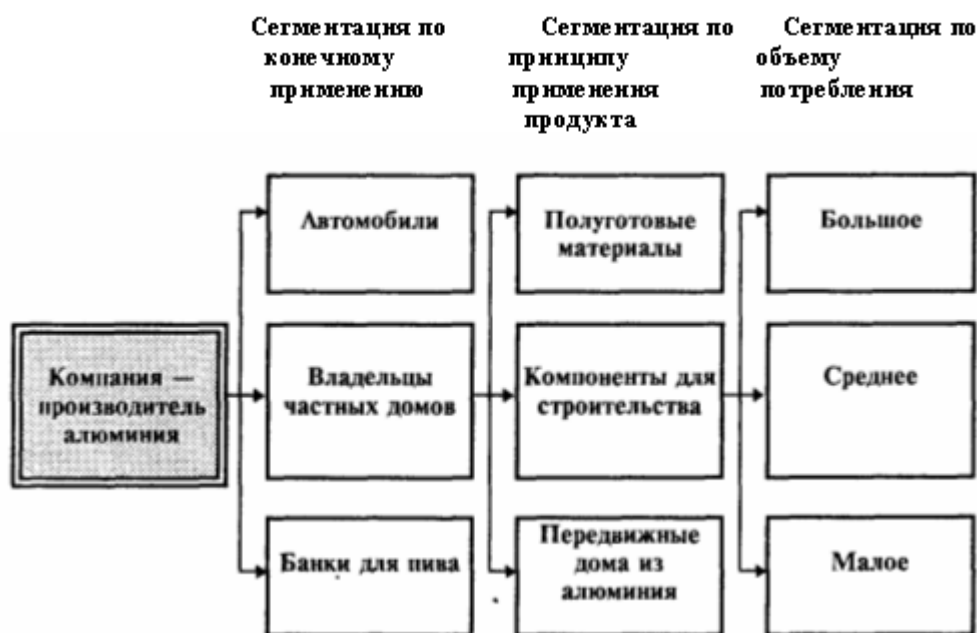 Сегментация по
конечному
применению
Сегментация по
принципу
применения
продукта
Сегментация по
объему
потребления
Автомобили
Полуготовые
материалы
Большое
Компания —
производитель
алюминия
Владельцы
частных домов
Компоненты для
строительства
Среднее
Банки для пива
Передвижные
дома из
алюминия
Малое